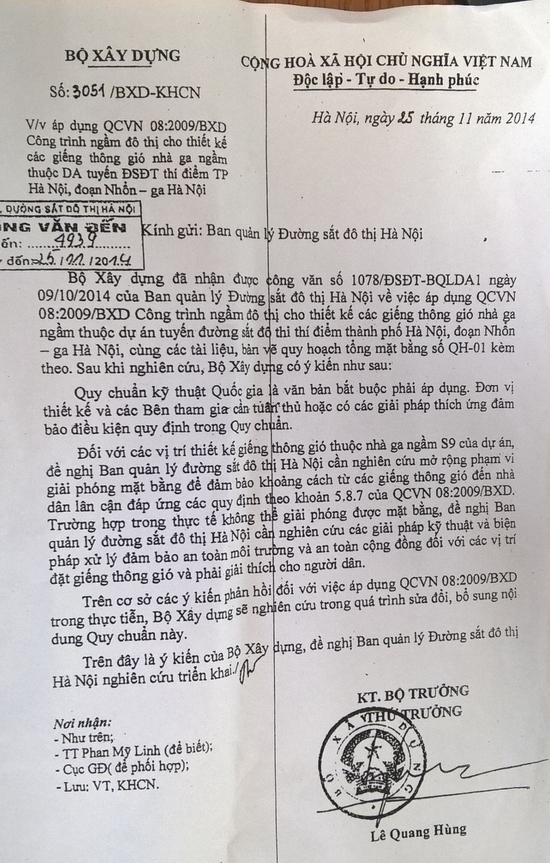 BỘ XÂY DỰNG
CỘNG HOÀ XÃ HỘI CHỦ NGHĨA VIỆT NAM
Độc lập - Tự do - Hạnh phúc
Số: 3051 /BXD-KHCN
Hà Nội, ngày 25 tháng 11 năm 2014
V/v áp dụng QCVN 08:2009/BXD
Công trình ngầm đô thị cho thiết kế
các giếng thông gió nhà ga ngầm
thuộc DA tuyến ĐSĐT thí điểm TP
Hà Nội, đoạn Nhổn – ga Hà Nội
ĐƯỜNG SẮT ĐÔ THỊ HÀ NỘI
NG VĂN ĐẾN
ốn: 4939
đến: 25/11/2014
Kính gửi: Ban quản lý Đường sắt đô thị Hà Nội
Bộ Xây dựng đã nhận được công văn số 1078/ĐSĐT-BQLDA1 ngày
09/10/2014 của Ban quản lý Đường sắt đô thị Hà Nội về việc áp dụng QCVN
08:2009/BXD Công trình ngầm đô thị cho thiết kế các giếng thông gió nhà ga
ngầm thuộc dự án tuyến đường sắt đô thi thí điểm thành phố Hà Nội, đoạn Nhổn
– ga Hà Nội, cùng các tài liệu, bản vẽ quy hoạch tổng mặt bằng số QH-01 kèm
theo. Sau khi nghiên cứu, Bộ Xây dựng có ý kiến như sau:
Quy chuẩn kỹ thuật Quốc gia là văn bản bắt buộc phải áp dụng. Đơn vị
thiết kế và các Bên tham gia cần tuân thủ hoặc có các giải pháp thích ứng đảm
bảo điều kiện quy định trong Quy chuẩn.
Đối với các vị trí thiết kế giếng thông gió thuộc nhà ga ngầm S9 của dự án,
đề nghị Ban quản lý đường sắt đô thị Hà Nội cần nghiên cứu mở rộng phạm vi
giải phóng mặt bằng để đảm bảo khoảng cách từ các giếng thông gió đến nhà
dân lân cận đáp ứng các quy định theo khoản 5.8.7 của QCVN 08:2009/BXD.
Trường hợp trong thực tế không thể giải phóng được mặt bằng, đề nghị Ban
quản lý đường sắt đô thị Hà Nội cần nghiên cứu các giải pháp kỹ thuật và biện
pháp xử lý đảm bảo an toàn môi trường và an toàn cộng đồng đối với các vị trí
đặt giếng thông gió và phải giải thích cho người dân.
Trên cơ sở các ý kiến phản hồi đối với việc áp dụng QCVN 08:2009/BXD
trong thực tiễn, Bộ Xây dựng sẽ nghiên cứu trong quá trình sửa đổi, bổ sung nội
dung Quy chuẩn này.
Trên đây là ý kiến của Bộ Xây dựng, đề nghị Ban quản lý Đường sắt đô thị
Hà Nội nghiên cứu triển khai./
KT. BỘ TRƯỞNG
THỨ TRƯỞNG
Nơi nhận:
- Như trên;
- TT Phan Mỹ Linh (để biết);
- Cục GĐ( để phối hợp);
- Lưu: VT, KHCN.
BỘ XÂY DỰNG
Lê Quang Hùng